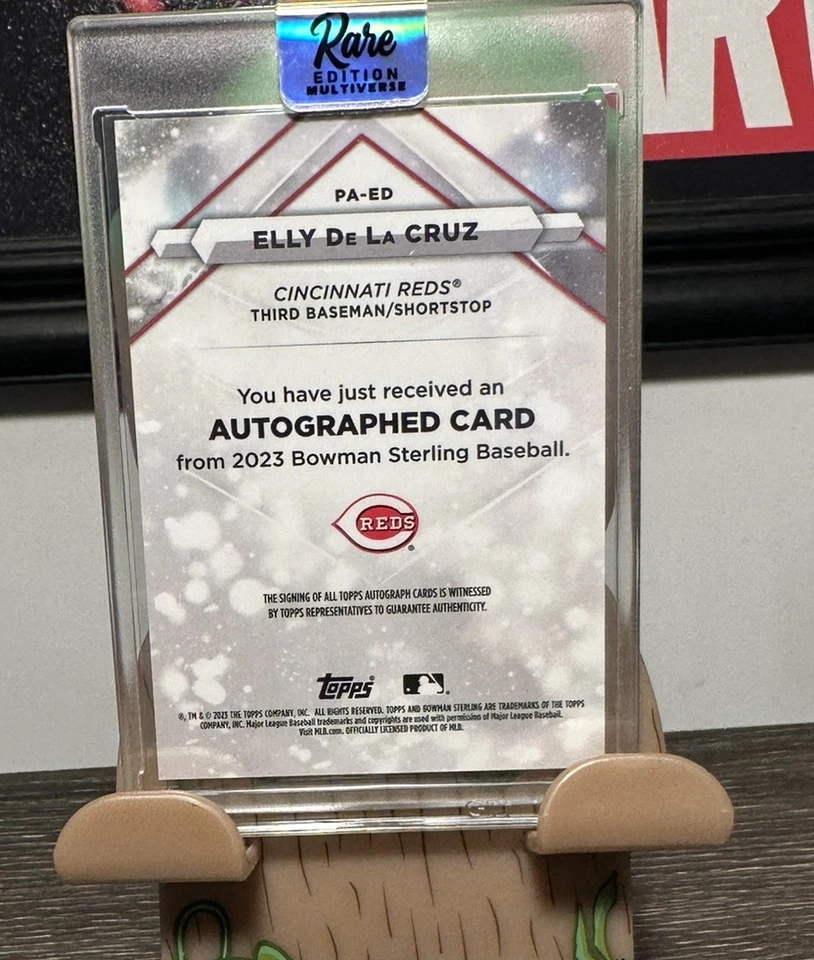 Rare
EDITION
MULTIVERSE
PA-ED
ELLY De La CRUZ
CINCINNATI REDS®
THIRD BASEMAN/SHORTSTOP
You have just received an
AUTOGRAPHED CARD
from 2023 Bowman Sterling Baseball.
REDS
THE SIGNING OF ALL TOPPS AUTOGRAPH CARDS IS WITNESSED
BY TOPPS REPRESENTATIVES TO GUARANTEE AUTHENTICITY.
Topps
®, TM & © 2023 THE TOPPS COMPANY, INC. ALL RIGHTS RESERVED. TOPPS AND BOWMAN STERLING ARE TRADEMARKS OF THE TOPPS
COMPANY, INC. Major League Baseball trademarks and copyrights are used with permission of Major League Baseball.
Visit MLB.com. OFFICIALLY LICENSED PRODUCT OF MLB.